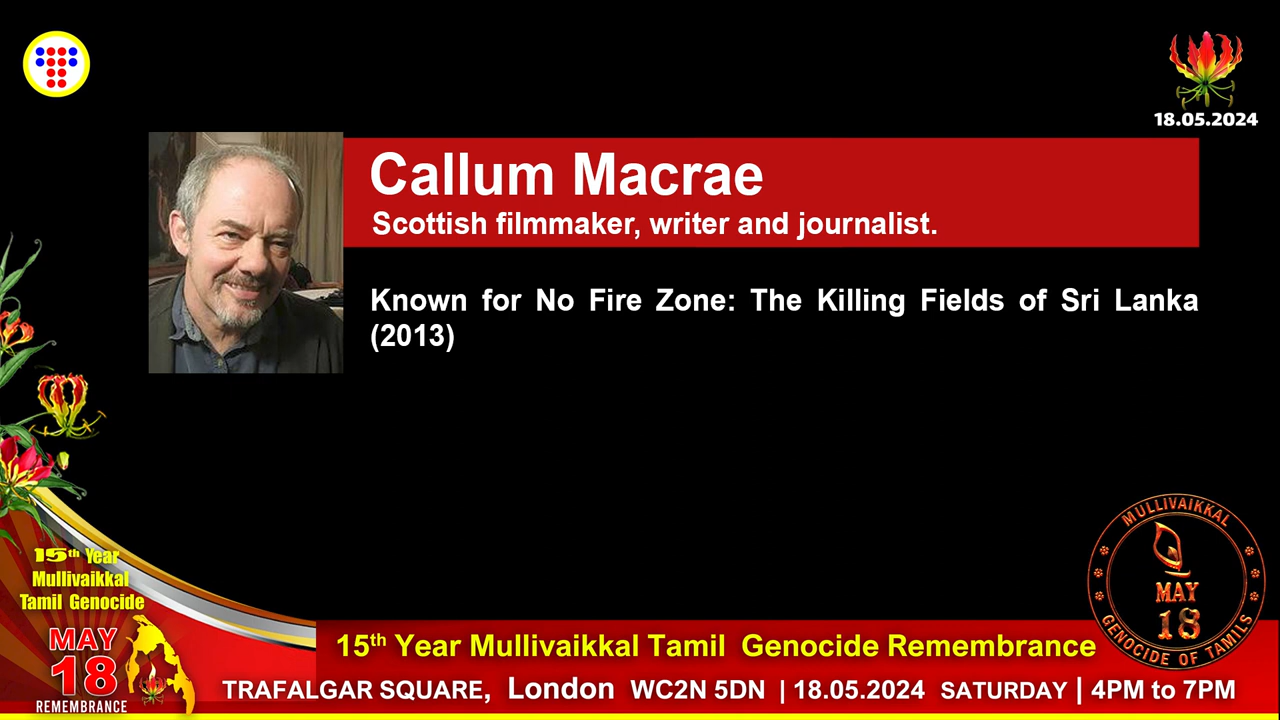 18.05.2024
Callum Macrae
Scottish filmmaker, writer and journalist.
Known for No Fire Zone: The Killing Fields of Sri Lanka
(2013)
15th Year
Mullivaikkal
Tamil Genocide
MAY
18
REMEMBRANCE
MULLIVAIKKAL
MAY
18
GENOCIDE OF TAMILS
15th Year Mullivaikkal Tamil Genocide Remembrance
TRAFALGAR SQUARE, London WC2N 5DN | 18.05.2024 SATURDAY | 4PM to 7PM